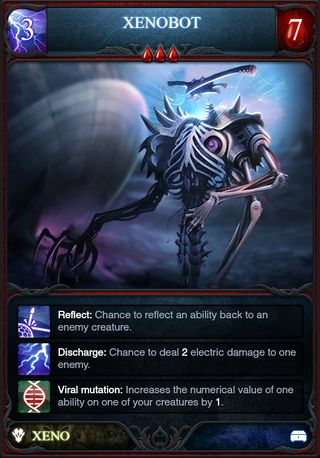 XENOBOT
3
7
Reflect: Chance to reflect an ability back to an
enemy creature.
Discharge: Chance to deal 2 electric damage to one
enemy.
Viral mutation: Increases the numerical value of one
ability on one of your creatures by 1.
XENO